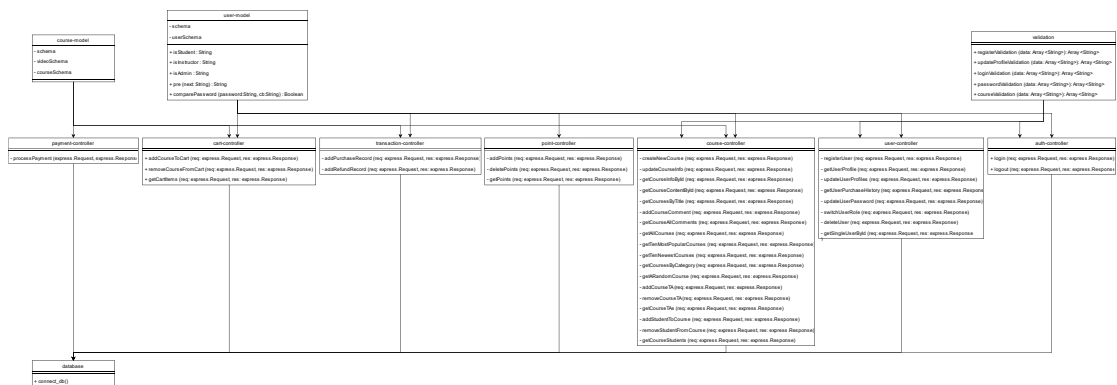 user-model
- schema
- userSchema
+ isStudent : String
+ isInstructor : String
+ isAdmin : String
+ pre (next: String) : String
+ comparePassword (password:String, cb:String) : Boolean
course-model
- schema
- videoSchema
- courseSchema
validation
+ registerValidation (data: Array<String>): Array<String>
+ updateProfileValidation (data: Array<String>): Array<String>
+ loginValidation (data: Array<String>): Array<String>
+ passwordValidation (data: Array<String>): Array<String>
+ courseValidation (data: Array<String>): Array<String>
payment-controller
- processPayment (express.Request, express.Respons
cart-controller
+ addCourseToCart (req: express.Request, res: express.Response)
+ removeCourseFromCart (req: express.Request, res: express.Response)
+ getCartItems (req: express.Request, res: express.Response)
transaction-controller
- addPurchaseRecord (req: express.Request, res: express.Response)
- addRefundRecord (req: express.Request, res: express.Response)
point-controller
- addPoints (req: express.Request, res: express.Response)
- deletePoints (req: express.Request, res: express.Response)
- getPoints (req: express.Request, res: express.Response)
course-controller
- createNewCourse (req: express.Request, res: express.Response)
- updateCourseInfo (req: express.Request, res: express.Response)
- getCourseInfoById (req: express.Request, res: express.Response)
- getCourseContentById (req: express.Request, res: express.Response)
- getCoursesByTitle (req: express.Request, res: express.Response)
- addCourseComment (req: express.Request, res: express.Response)
- getCourseAllComments (req: express.Request, res: express.Response)
- getAllCourses (req: express.Request, res: express.Response)
- getTenMostPopularCourses (req: express.Request, res: express.Response)
- getTenNewestCourses (req: express.Request, res: express.Response)
- getCoursesByCategory (req: express.Request, res: express.Response)
- getARandomCourse (req: express.Request, res: express.Response)
- addCourseTA(req: express.Request, res: express.Response)
- removeCourseTA(req: express.Request, res: express.Response)
- getCourseTAs (req: express.Request, res: express.Response)
- addStudentToCourse (req: express.Request, res: express.Response)
- removeStudentFromCourse (req: express.Request, res: express.Response)
- getCourseStudents (req: express.Request, res: express.Response)
user-controller
- registerUser (req: express.Request, res: express.Response)
- getUserProfile (req: express.Request, res: express.Response)
- updateUserProfiles (req: express.Request, res: express.Response)
- getUserPurchaseHistory (req: express.Request, res: express.Respons
- updateUserPassword (req: express.Request, res: express.Response)
- switchUserRole (req: express.Request, res: express.Response)
- deleteUser (req: express.Request, res: express.Response)
- getSingleUserById (req: express.Request, res: express.Response
auth-controller
+ login (req: express.Request, res: express.Response)
+ logout (req: express.Request, res: express.Response)
database
+ connect_db()